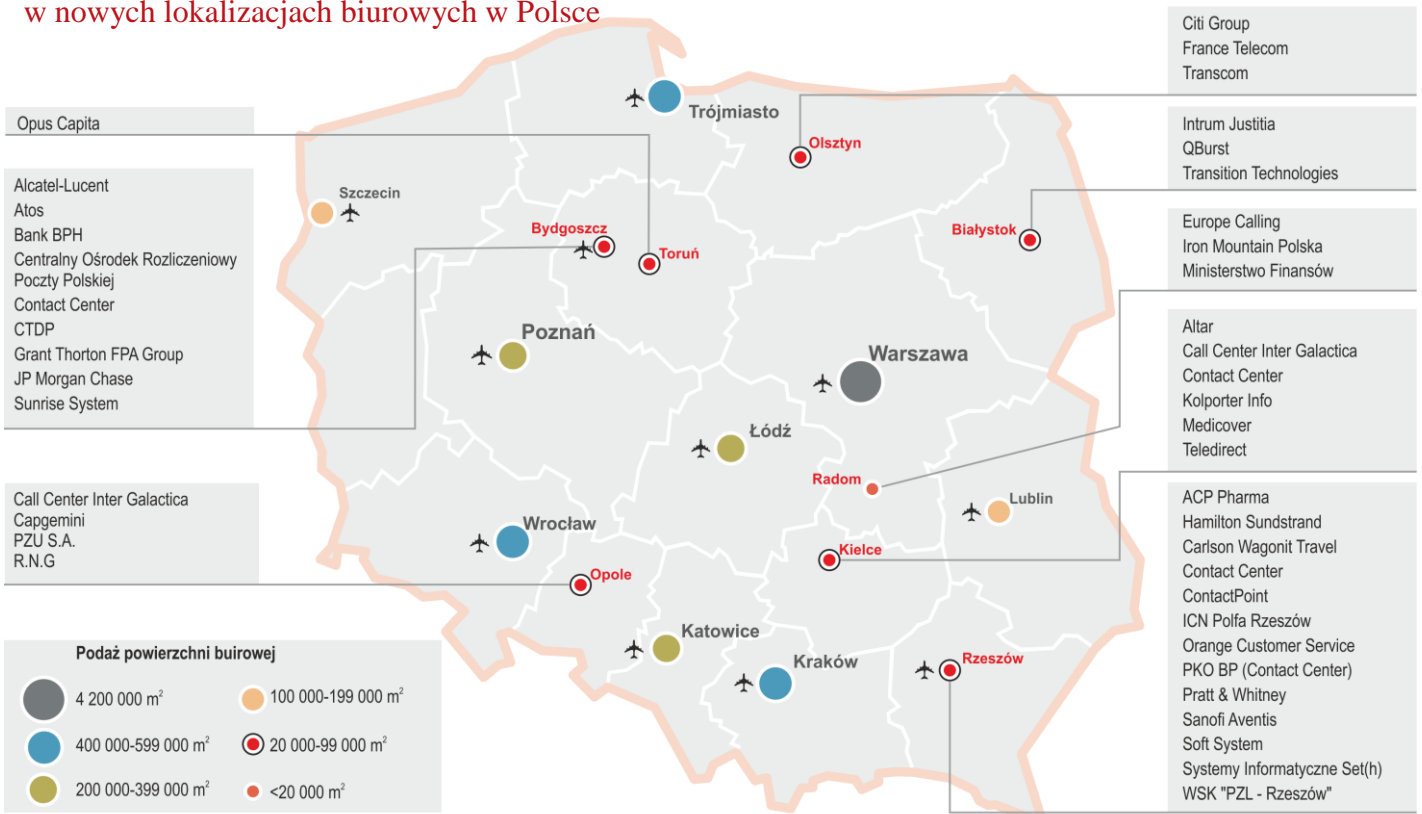 w nowych lokalizacjach biurowych w Polsce
Opus Capita
Alcatel-Lucent
Atos
Bank BPH
Centralny Ośrodek Rozliczeniowy
Poczty Polskiej
Contact Center
CTDP
Grant Thorton FPA Group
JP Morgan Chase
Sunrise System
Call Center Inter Galactica
Capgemini
PZU S.A.
R.N.G
Trójmiasto
Olsztyn
Szczecin
Bydgoszcz
Toruń
Białystok
Poznań
Warszawa
Łódź
Radom
Lublin
Wrocław
Kielce
Opole
Katowice
Kraków
Rzeszów
Citi Group
France Telecom
Transcom
Intrum Justitia
QBurst
Transition Technologies
Europe Calling
Iron Mountain Polska
Ministerstwo Finansów
Altar
Call Center Inter Galactica
Contact Center
Kolporter Info
Medicover
Teledirect
ACP Pharma
Hamilton Sundstrand
Carlson Wagonit Travel
Contact Center
ContactPoint
ICN Polfa Rzeszów
Orange Customer Service
PKO BP (Contact Center)
Pratt & Whitney
Sanofi Aventis
Soft System
Systemy Informatyczne Set(h)
WSK "PZL - Rzeszów"
Podaż powierzchni buirowej
4 200 000 m²
400 000-599 000 m²
200 000-399 000 m²
100 000-199 000 m²
20 000-99 000 m²
<20 000 m²